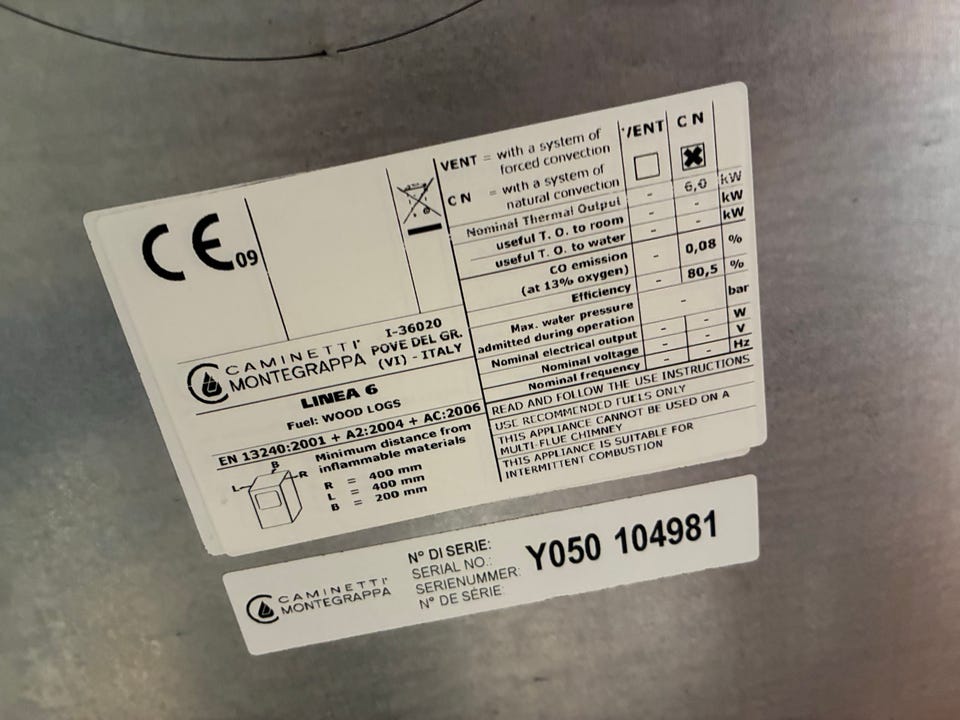 CE 09
I-36020
CAMINETTI' POVE DEL GR.
MONTEGRAPPA (VI) - ITALY
LINEA 6
Fuel: WOOD LOGS
EN 13240:2001 + A2:2004 + AC:2006
Minimum distance from
inflammable materials
B
L R
R = 400 mm
L = 400 mm
B = 200 mm
VENT = with a system of
forced convection
C N = with a system of
natural convection
VENT C N
Nominal Thermal Output - 6,0 kW
useful T. O. to room - - kW
useful T. O. to water - - kW
CO emission
(at 13% oxygen) - 0,08 %
Efficiency - 80,5 %
Max. water pressure
admitted during operation - bar
Nominal electrical output - - W
Nominal voltage - - V
Nominal frequency - - Hz
READ AND FOLLOW THE USE INSTRUCTIONS
USE RECOMMENDED FUELS ONLY
THIS APPLIANCE CANNOT BE USED ON A
MULTI-FLUE CHIMNEY
THIS APPLIANCE IS SUITABLE FOR
INTERMITTENT COMBUSTION
CAMINETTI'
MONTEGRAPPA
N° DI SERIE:
SERIAL NO.:
SERIENUMMER:
N° DE SÉRIE:
Y050 104981